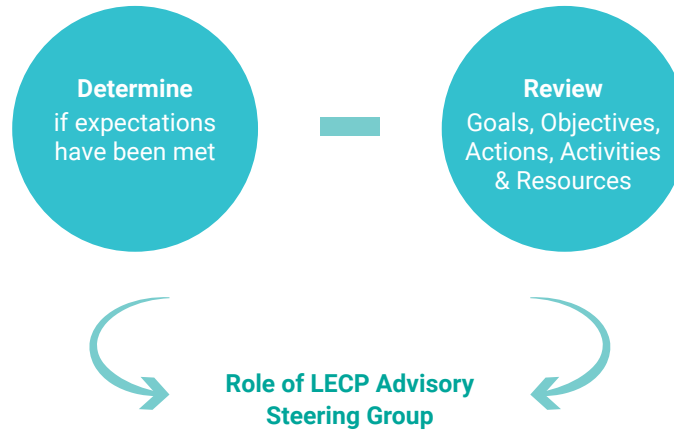 Determine
if expectations
have been met
Review
Goals, Objectives,
Actions, Activities
& Resources
Role of LECP Advisory
Steering Group